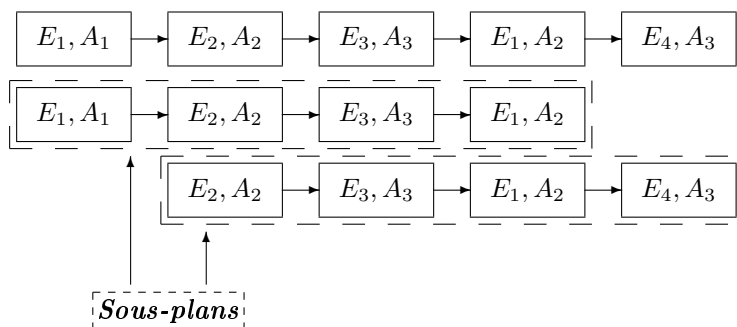 E₁, A₁ E₂, A₂ E₃, A₃ E₁, A₂ E₄, A₃
E₁, A₁ E₂, A₂ E₃, A₃ E₁, A₂
E₂, A₂ E₃, A₃ E₁, A₂ E₄, A₃
Sous-plans